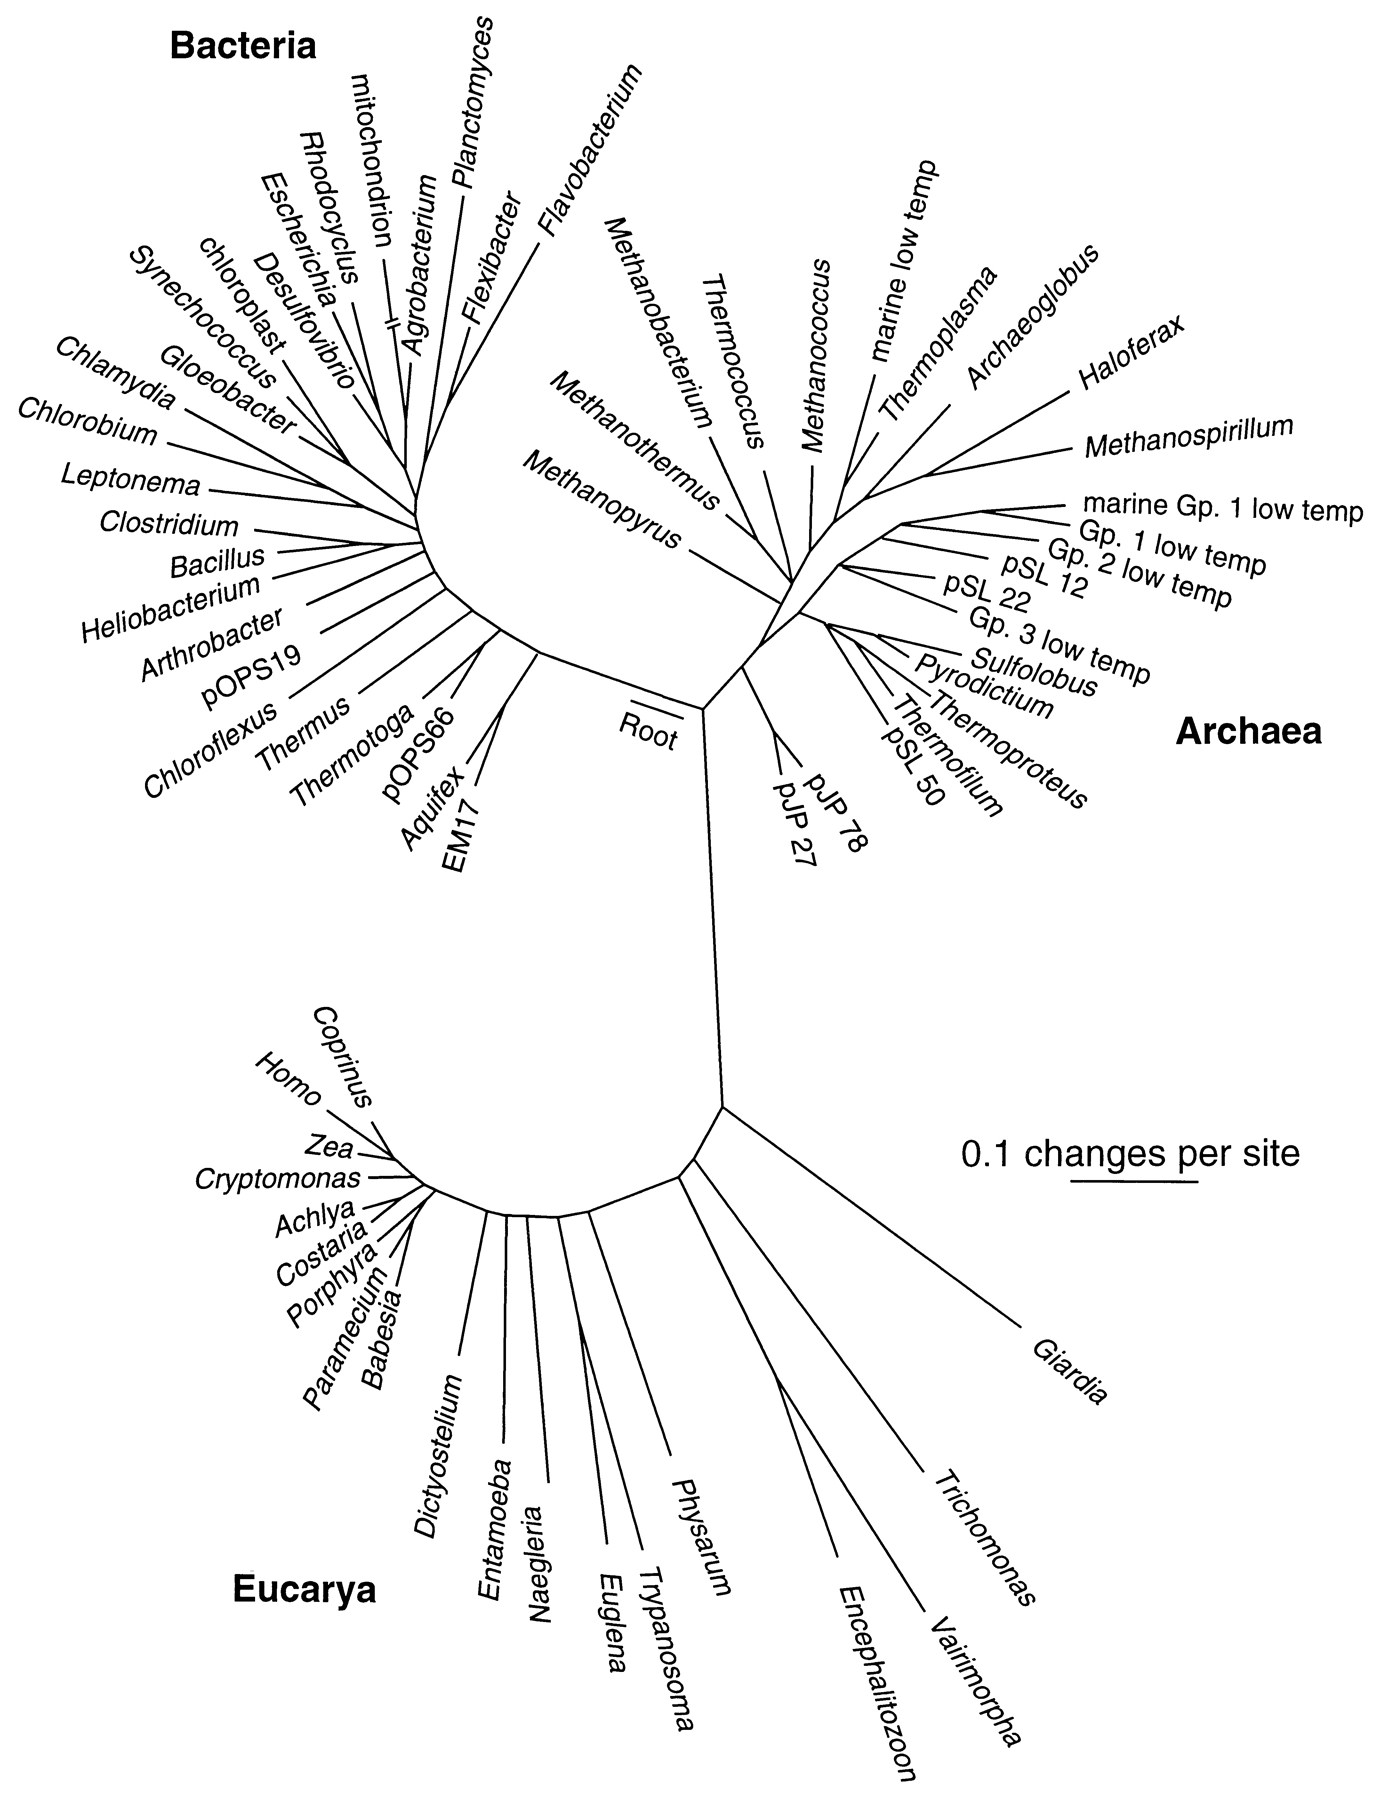 Bacteria
Planctomyces
Flavobacterium
mitochondrion
Rhodocyclus
Escherichia
Agrobacterium
Flexibacter
Desulfovibrio
chloroplast
Synechococcus
Gloeobacter
Chlamydia
Chlorobium
Leptonema
Clostridium
Bacillus
Heliobacterium
Arthrobacter
pOPS19
Chloroflexus
Thermus
Thermotoga
pOPS66
Aquifex
EM17
Root
Methanopyrus
Methanothermus
Methanobacterium
Thermococcus
Methanococcus
marine low temp
Thermoplasma
Archaeoglobus
Haloferax
Methanospirillum
marine Gp. 1 low temp
Gp. 1 low temp
Gp. 2 low temp
pSL 12
pSL 22
Gp. 3 low temp
Sulfolobus
Pyrodictium
Thermoproteus
Thermofilum
pSL 50
pJP 78
pJP 27
Archaea
Coprinus
Homo
Zea
Cryptomonas
Achlya
Costaria
Porphyra
Paramecium
Babesia
Dictyostelium
Entamoeba
Naegleria
Euglena
Trypanosoma
Physarum
Encephalitozoon
Vairimorpha
Trichomonas
Giardia
0.1 changes per site
Eucarya